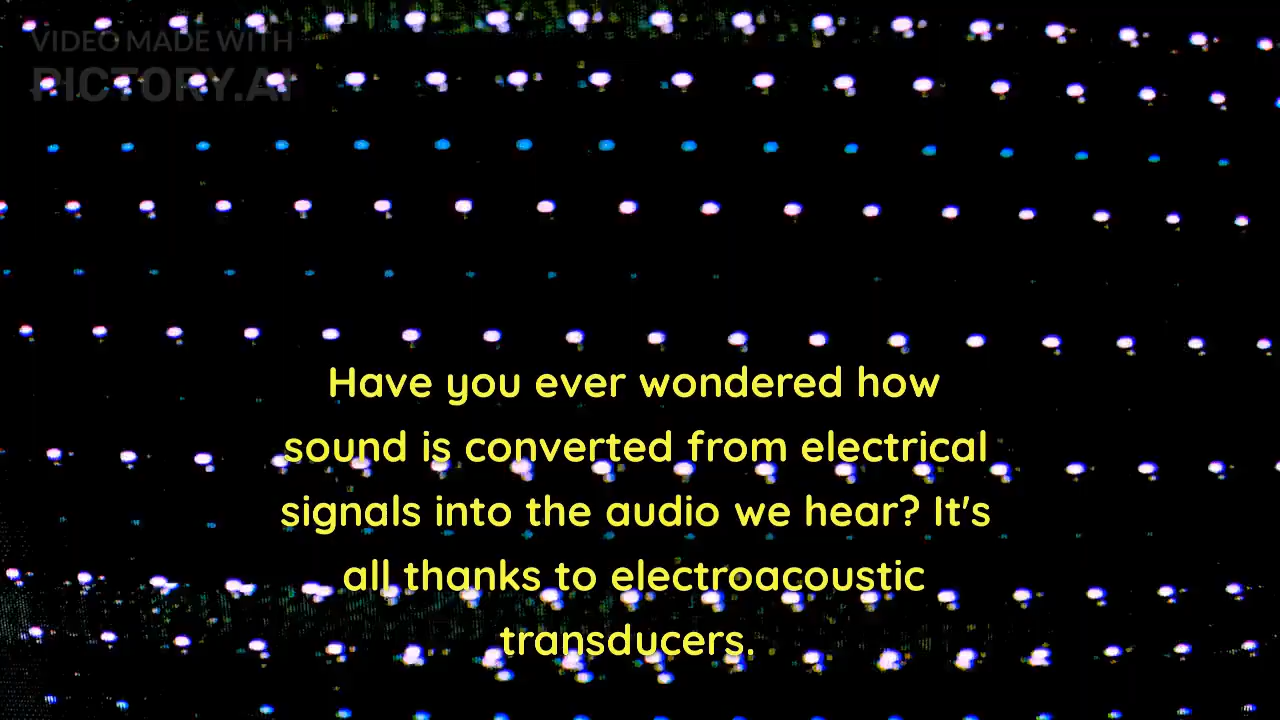 VIDEO MADE WITH
PICTORY.AI
Have you ever wondered how
sound is converted from electrical
signals into the audio we hear? It's
all thanks to electroacoustic
transducers.